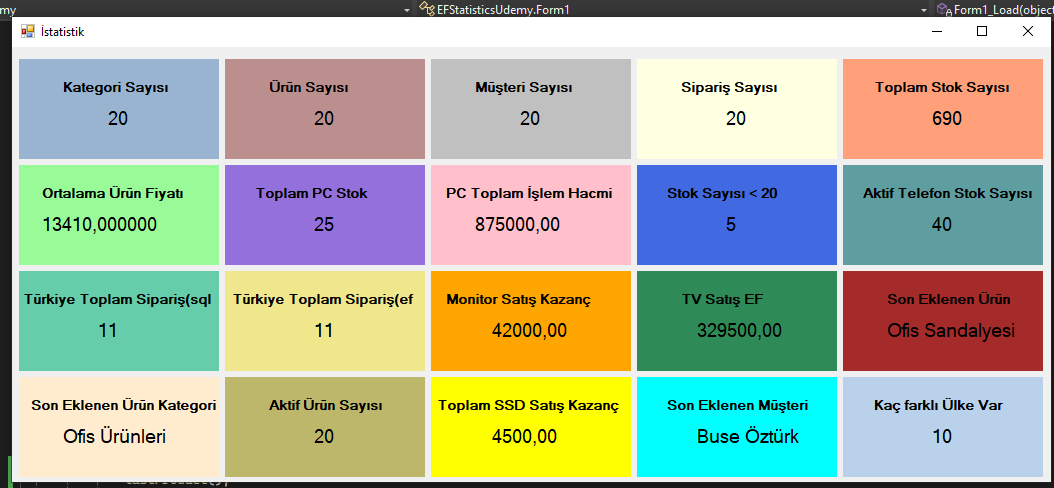 my
EFStatisticsUdemy.Form1
Form1_Load(object
İstatistik
Kategori Sayısı
20
Ürün Sayısı
20
Müşteri Sayısı
20
Sipariş Sayısı
20
Toplam Stok Sayısı
690
Ortalama Ürün Fiyatı
13410,000000
Toplam PC Stok
25
PC Toplam İşlem Hacmi
875000,00
Stok Sayısı < 20
5
Aktif Telefon Stok Sayısı
40
Türkiye Toplam Sipariş(sql
11
Türkiye Toplam Sipariş(ef
11
Monitor Satış Kazanç
42000,00
TV Satış EF
329500,00
Son Eklenen Ürün
Ofis Sandalyesi
Son Eklenen Ürün Kategori
Ofis Ürünleri
Aktif Ürün Sayısı
20
Toplam SSD Satış Kazanç
4500,00
Son Eklenen Müşteri
Buse Öztürk
Kaç farklı Ülke Var
10